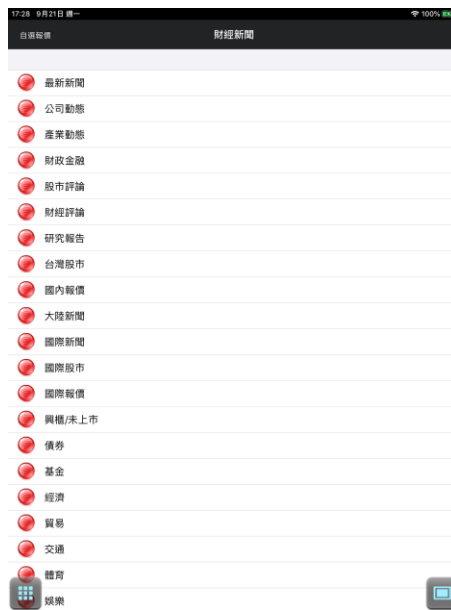 17:28 9月21日 週一
100%
自選報價
財經新聞
最新新聞
公司動態
產業動態
財政金融
股市評論
財經評論
研究報告
台灣股市
國內報價
大陸新聞
國際新聞
國際股市
國際報價
興櫃/未上市
債券
基金
經濟
貿易
交通
體育
娛樂